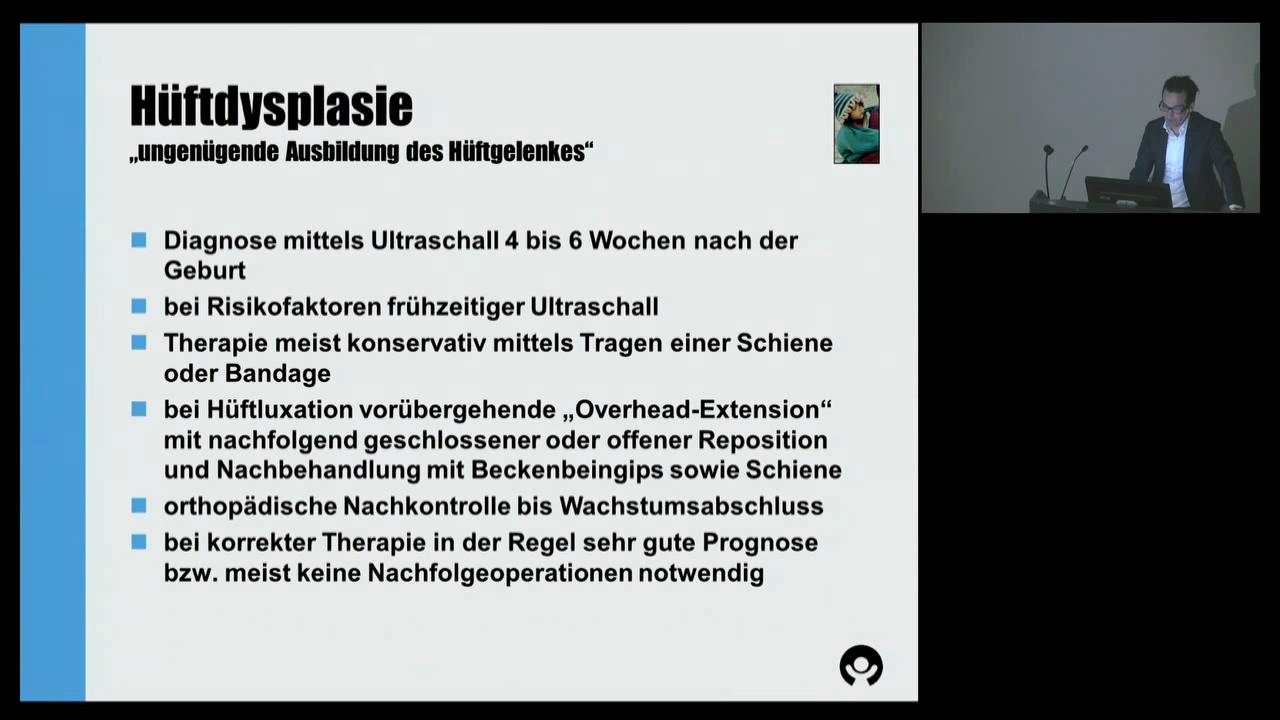 Hüftdysplasie
„ungenügende Ausbildung des Hüftgelenkes“
Diagnose mittels Ultraschall 4 bis 6 Wochen nach der
Geburt
bei Risikofaktoren frühzeitiger Ultraschall
Therapie meist konservativ mittels Tragen einer Schiene
oder Bandage
bei Hüftluxation vorübergehende „Overhead-Extension“
mit nachfolgend geschlossener oder offener Reposition
und Nachbehandlung mit Beckenbeingips sowie Schiene
orthopädische Nachkontrolle bis Wachstumsabschluss
bei korrekter Therapie in der Regel sehr gute Prognose
bzw. meist keine Nachfolgeoperationen notwendig